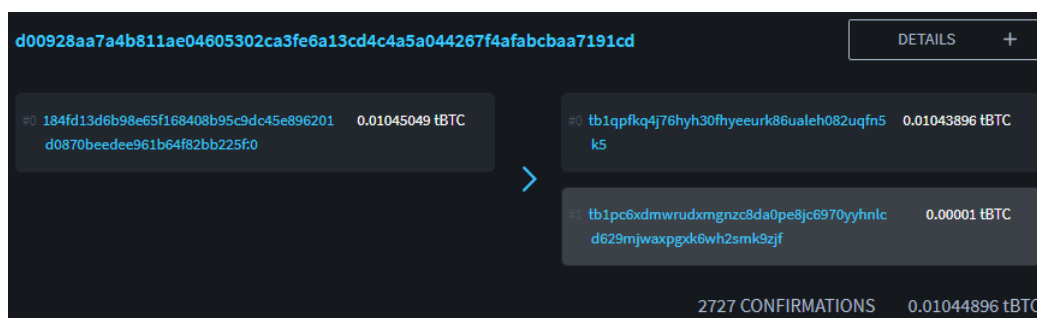 d00928aa7a4b811ae04605302ca3fe6a13cd4c4a5a044267f4afabcbaa7191cd
DETAILS +
#0 184fd13d6b98e65f168408b95c9dc45e896201 0.01045049 tBTC
d0870beedee961b64f82bb225f:0
#0 tb1qpfkq4j76hyh30fhyeeurk86ualeh082uqfn5 0.01043896 tBTC
k5
#1 tb1pc6xdmwrudxmgnzc8da0pe8jc6970yyhnlc 0.00001 tBTC
d629mjwaxpgxk6wh2smk9zjf
2727 CONFIRMATIONS 0.01044896 tBTC